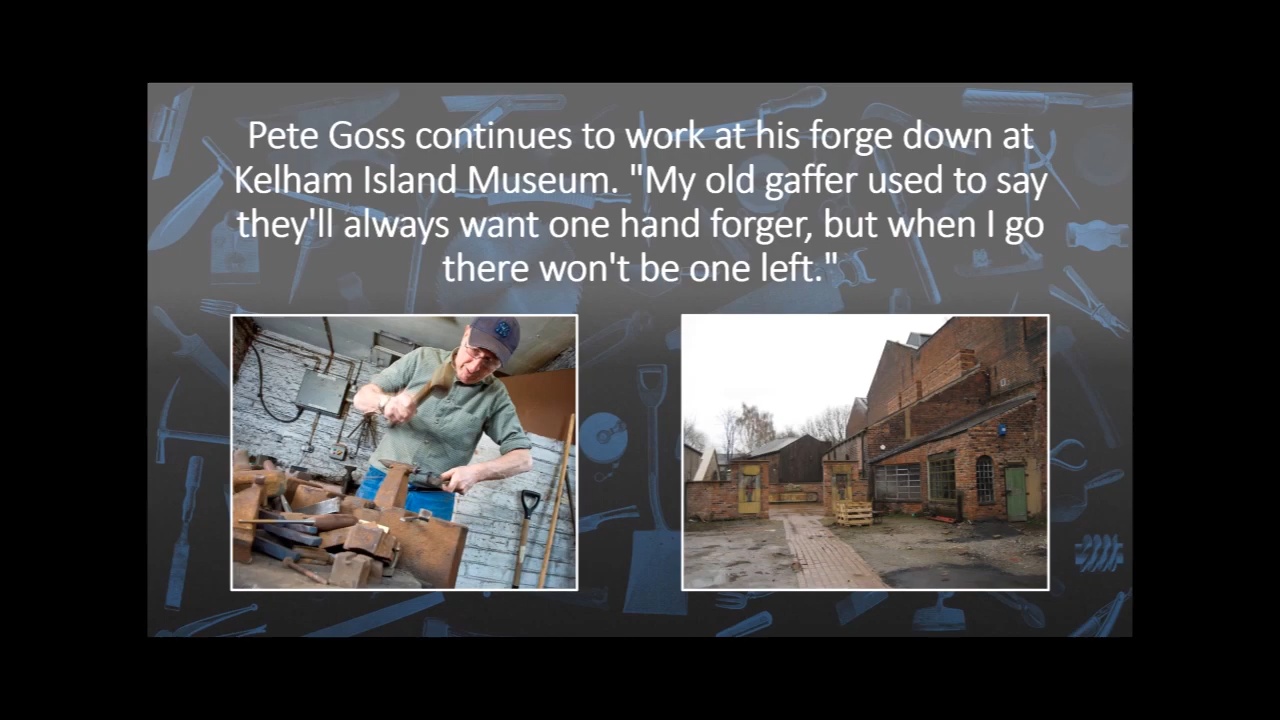 Pete Goss continues to work at his forge down at
Kelham Island Museum. "My old gaffer used to say
they'll always want one hand forger, but when I go
there won't be one left."